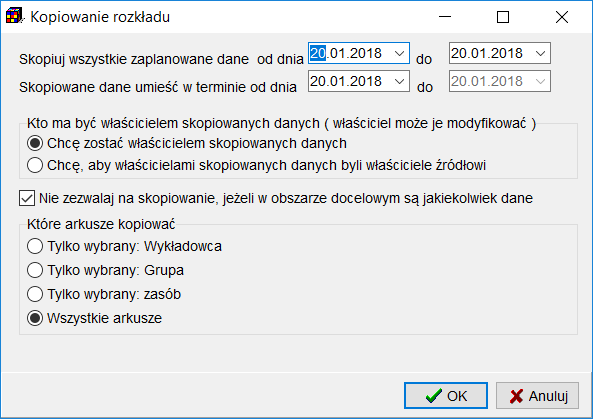 Kopiowanie rozkładu
Skopiuj wszystkie zaplanowane dane od dnia 20.01.2018 do 20.01.2018
Skopiowane dane umieść w terminie od dnia 20.01.2018 do 20.01.2018
Kto ma być właścicielem skopiowanych danych ( właściciel może je modyfikować )
Chcę zostać właścicielem skopiowanych danych
Chcę, aby właścicielami skopiowanych danych byli właściciele źródłowi
Nie zezwalaj na skopiowanie, jeżeli w obszarze docelowym są jakiekolwiek dane
Które arkusze kopiować
Tylko wybrany: Wykładowca
Tylko wybrany: Grupa
Tylko wybrany: zasób
Wszystkie arkusze
OK Anuluj